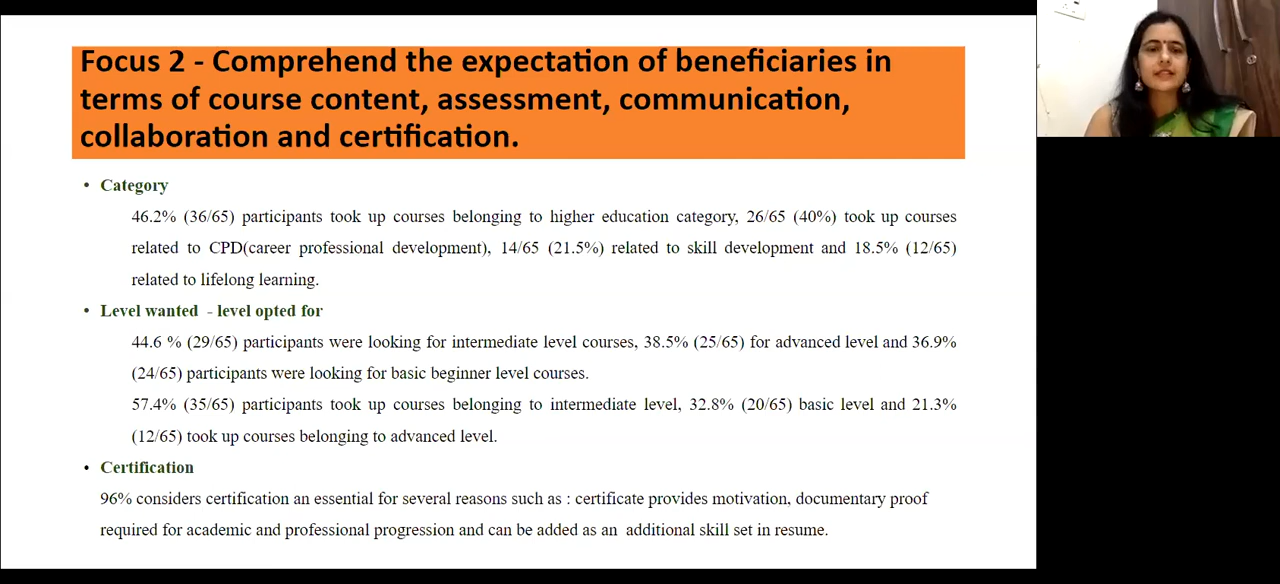 Focus 2 - Comprehend the expectation of beneficiaries in
terms of course content, assessment, communication,
collaboration and certification.
• Category
46.2% (36/65) participants took up courses belonging to higher education category, 26/65 (40%) took up courses
related to CPD(career professional development), 14/65 (21.5%) related to skill development and 18.5% (12/65)
related to lifelong learning.
• Level wanted - level opted for
44.6 % (29/65) participants were looking for intermediate level courses, 38.5% (25/65) for advanced level and 36.9%
(24/65) participants were looking for basic beginner level courses.
57.4% (35/65) participants took up courses belonging to intermediate level, 32.8% (20/65) basic level and 21.3%
(12/65) took up courses belonging to advanced level.
• Certification
96% considers certification an essential for several reasons such as : certificate provides motivation, documentary proof
required for academic and professional progression and can be added as an additional skill set in resume.